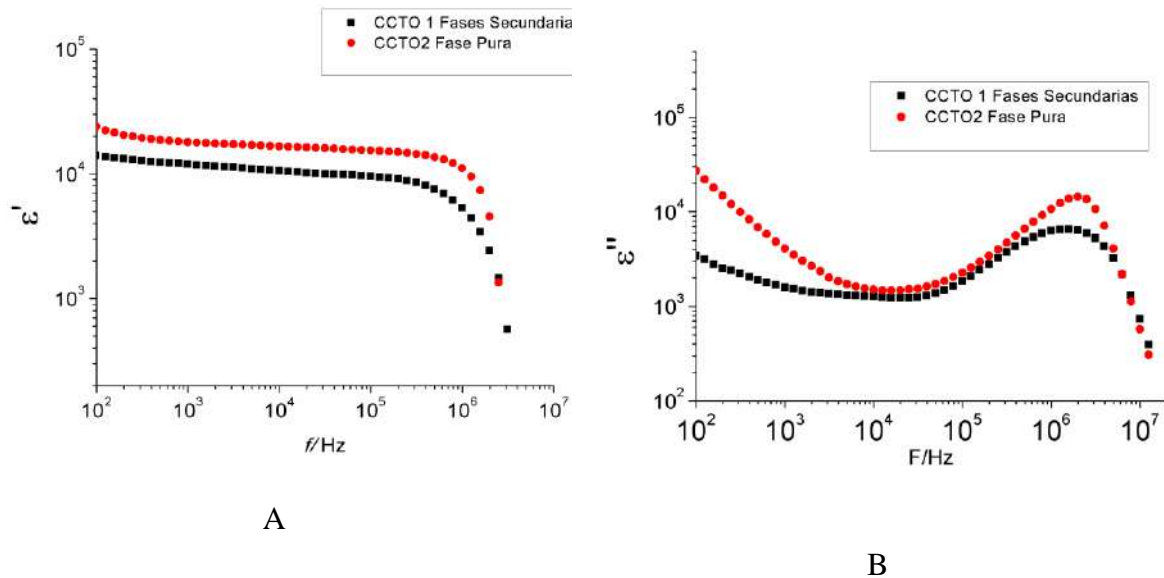 CCTO 1 Fases Secundaria
CCTO2 Fase Pura
10^5
10^4
10^3
ε'
10^2 10^3 10^4 10^5 10^6 10^7
f/Hz
A
CCTO 1 Fases Secundarias
CCTO2 Fase Pura
10^5
10^4
10^3
10^2
ε"
10^2 10^3 10^4 10^5 10^6 10^7
F/Hz
B